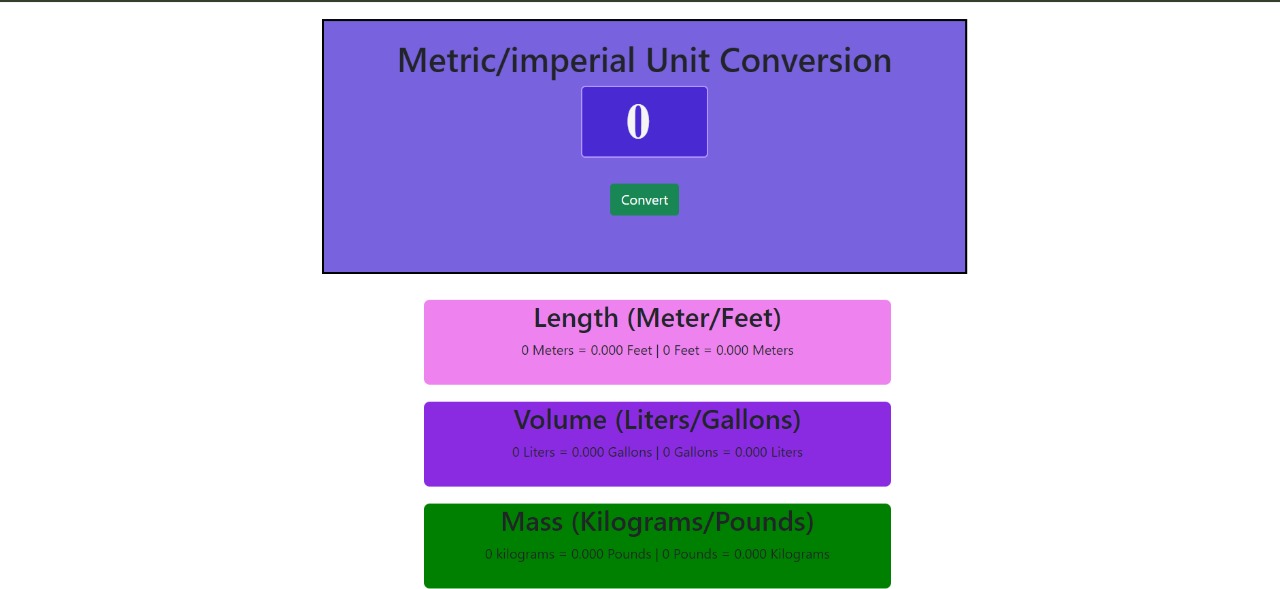 Metric/imperial Unit Conversion
0
Convert
Length (Meter/Feet)
0 Meters = 0.000 Feet | 0 Feet = 0.000 Meters
Volume (Liters/Gallons)
0 Liters = 0.000 Gallons | 0 Gallons = 0.000 Liters
Mass (Kilograms/Pounds)
0 kilograms = 0.000 Pounds | 0 Pounds = 0.000 Kilograms